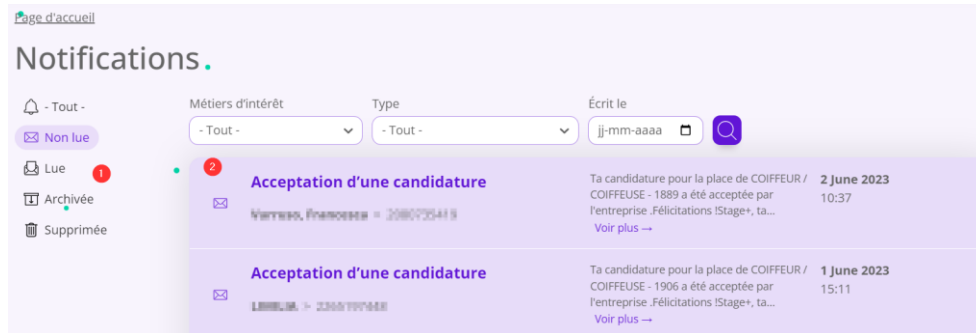 Page d'accueil
Notifications.
- Tout -
Non lue
Lue
1
Archivée
Supprimée
Métiers d'intérêt
Type
Écrit le
- Tout -
- Tout -
jj-mm-aaaa
2
Acceptation d'une candidature
Ta candidature pour la place de COIFFEUR /
COIFFEUSE - 1889 a été acceptée par
l'entreprise .Félicitations !Stage+, ta...
Voir plus →
2 June 2023
10:37
Acceptation d'une candidature
Ta candidature pour la place de COIFFEUR /
COIFFEUSE - 1906 a été acceptée par
l'entreprise .Félicitations !Stage+, ta...
Voir plus →
1 June 2023
15:11